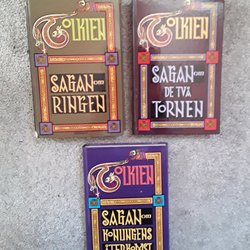 TOLKIEN
SAGAN OM
RINGEN
TOLKIEN
SAGAN OM
DE TVÅ
TORNEN
TOLKIEN
SAGAN OM
KONUNGENS
ÅTERKOMST